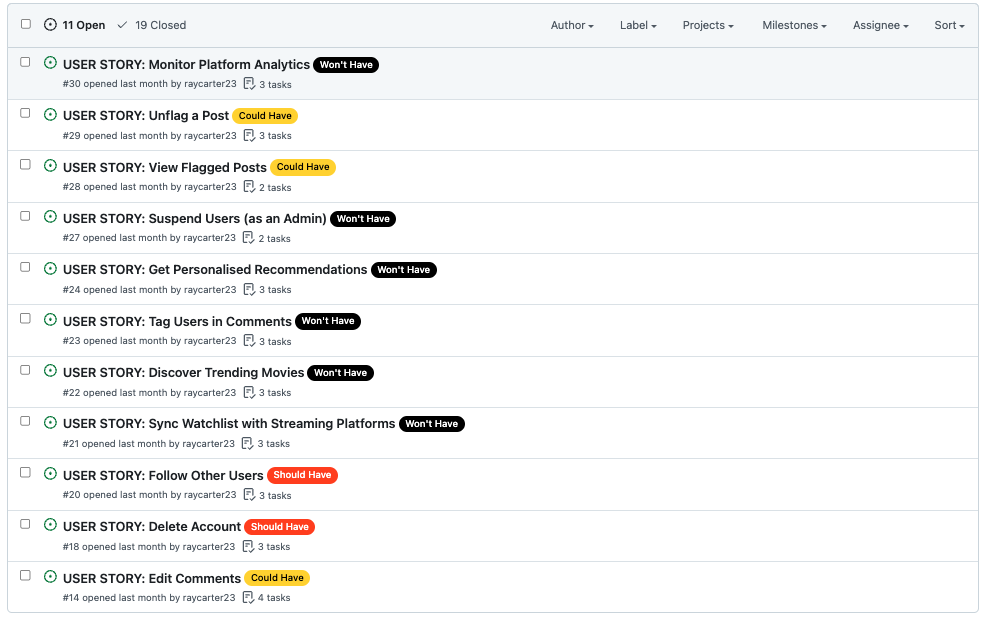 11 Open 19 Closed Author Label Projects Milestones Assignee Sort
USER STORY: Monitor Platform Analytics Won't Have
#30 opened last month by raycarter23 3 tasks
USER STORY: Unflag a Post Could Have
#29 opened last month by raycarter23 3 tasks
USER STORY: View Flagged Posts Could Have
#28 opened last month by raycarter23 2 tasks
USER STORY: Suspend Users (as an Admin) Won't Have
#27 opened last month by raycarter23 2 tasks
USER STORY: Get Personalised Recommendations Won't Have
#24 opened last month by raycarter23 3 tasks
USER STORY: Tag Users in Comments Won't Have
#23 opened last month by raycarter23 3 tasks
USER STORY: Discover Trending Movies Won't Have
#22 opened last month by raycarter23 3 tasks
USER STORY: Sync Watchlist with Streaming Platforms Won't Have
#21 opened last month by raycarter23 3 tasks
USER STORY: Follow Other Users Should Have
#20 opened last month by raycarter23 3 tasks
USER STORY: Delete Account Should Have
#18 opened last month by raycarter23 3 tasks
USER STORY: Edit Comments Could Have
#14 opened last month by raycarter23 4 tasks